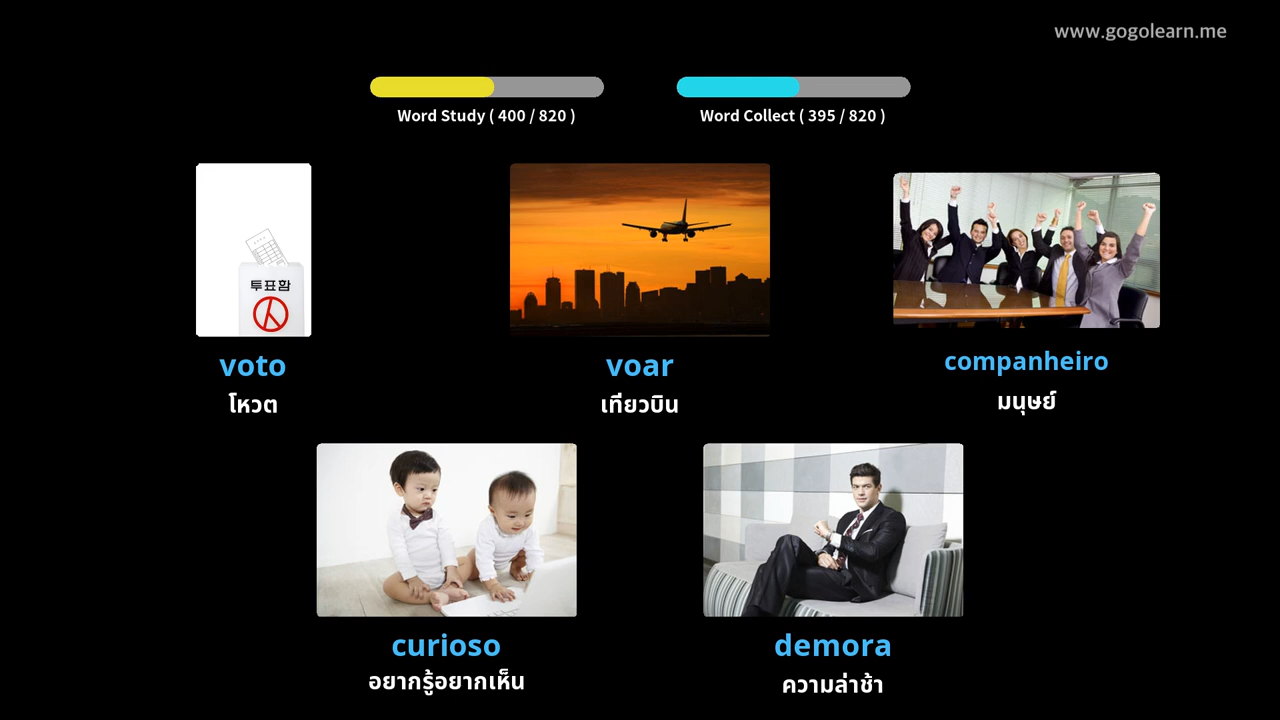 www.gogolearn.me
Word Study ( 400 / 820 )
Word Collect ( 395 / 820 )
투표함
voto
โหวต
voar
เที่ยวบิน
companheiro
มนุษย์
curioso
อยากรู้อยากเห็น
demora
ความล่าช้า